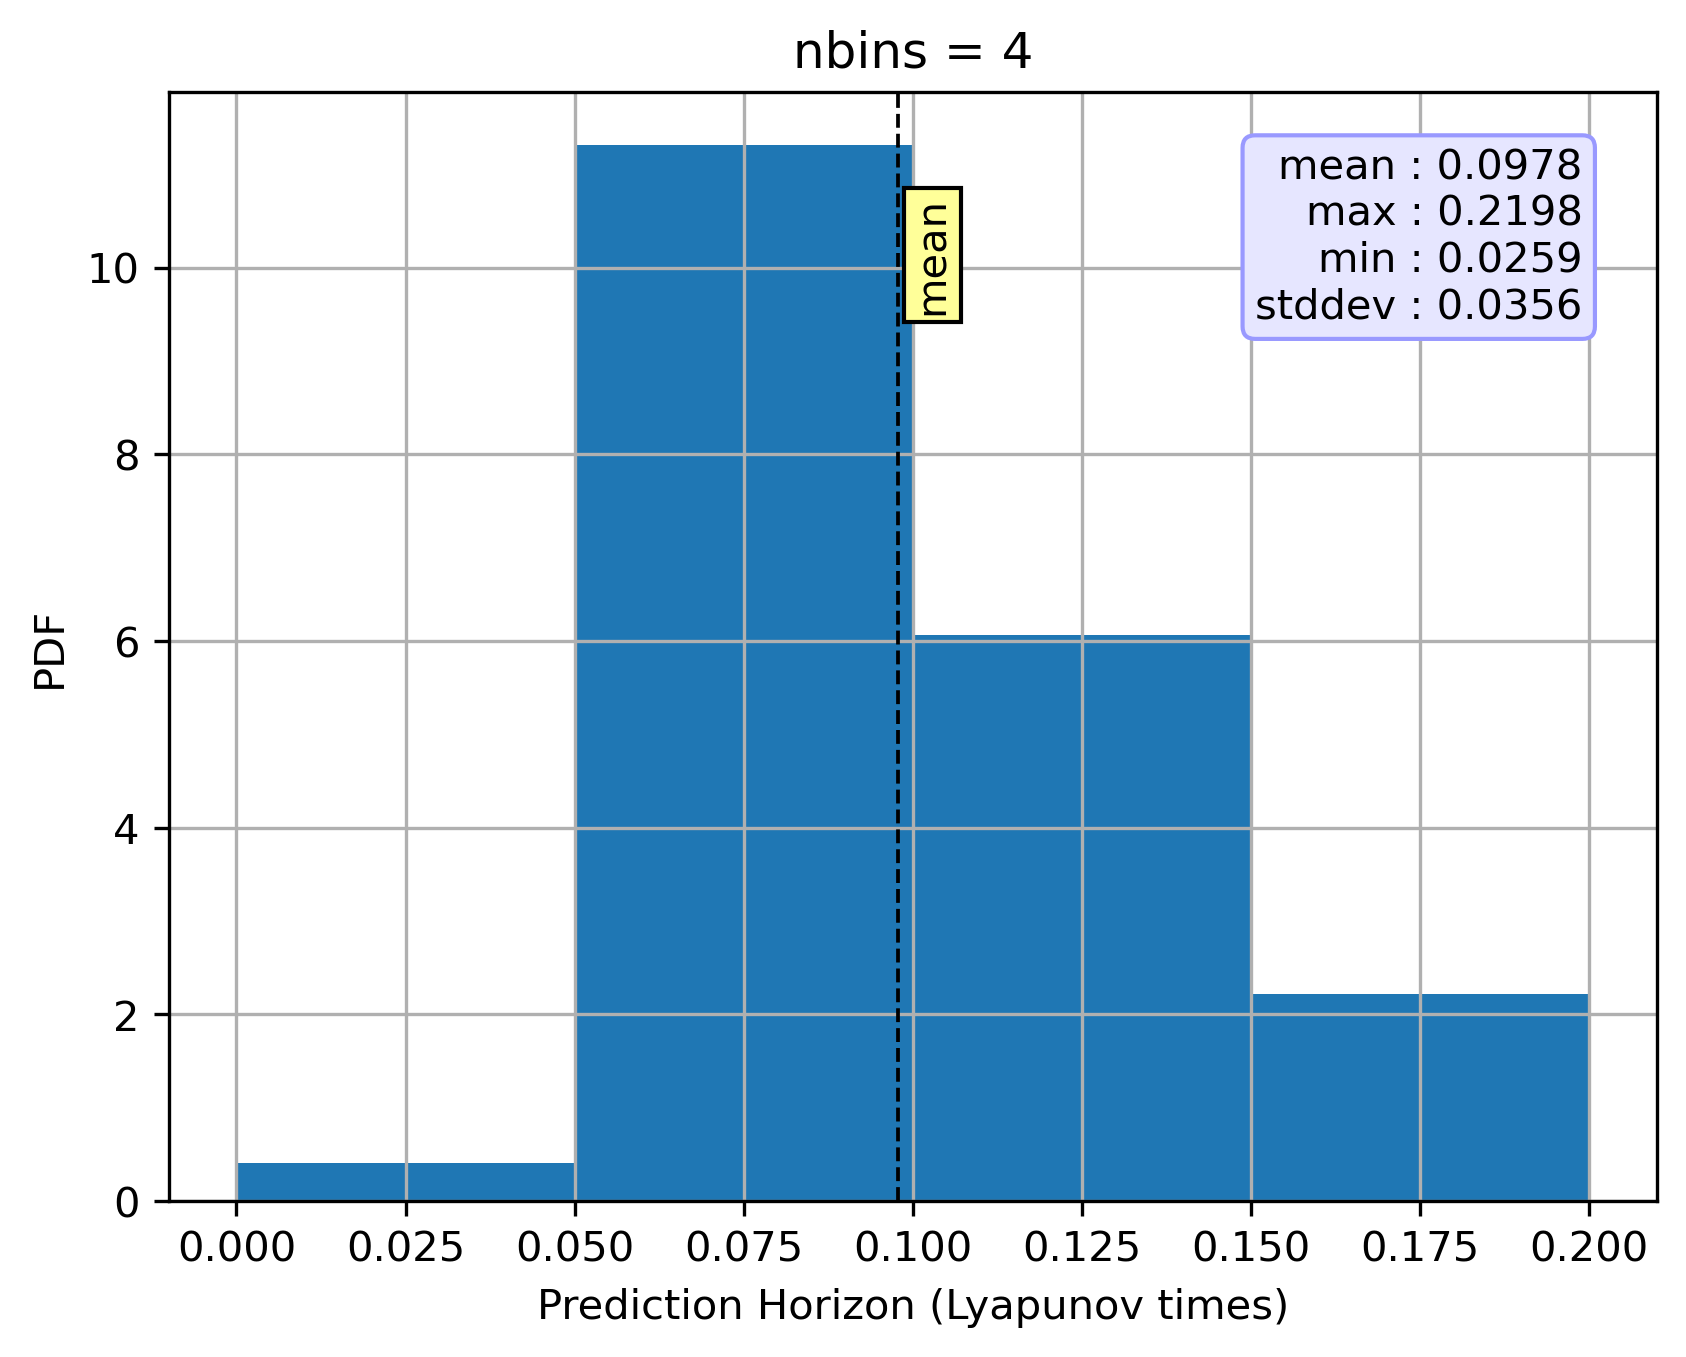 nbins = 4
mean : 0.0978
max : 0.2198
min : 0.0259
stddev : 0.0356
mean
PDF
10
8
6
4
2
0
0.000 0.025 0.050 0.075 0.100 0.125 0.150 0.175 0.200
Prediction Horizon (Lyapunov times)